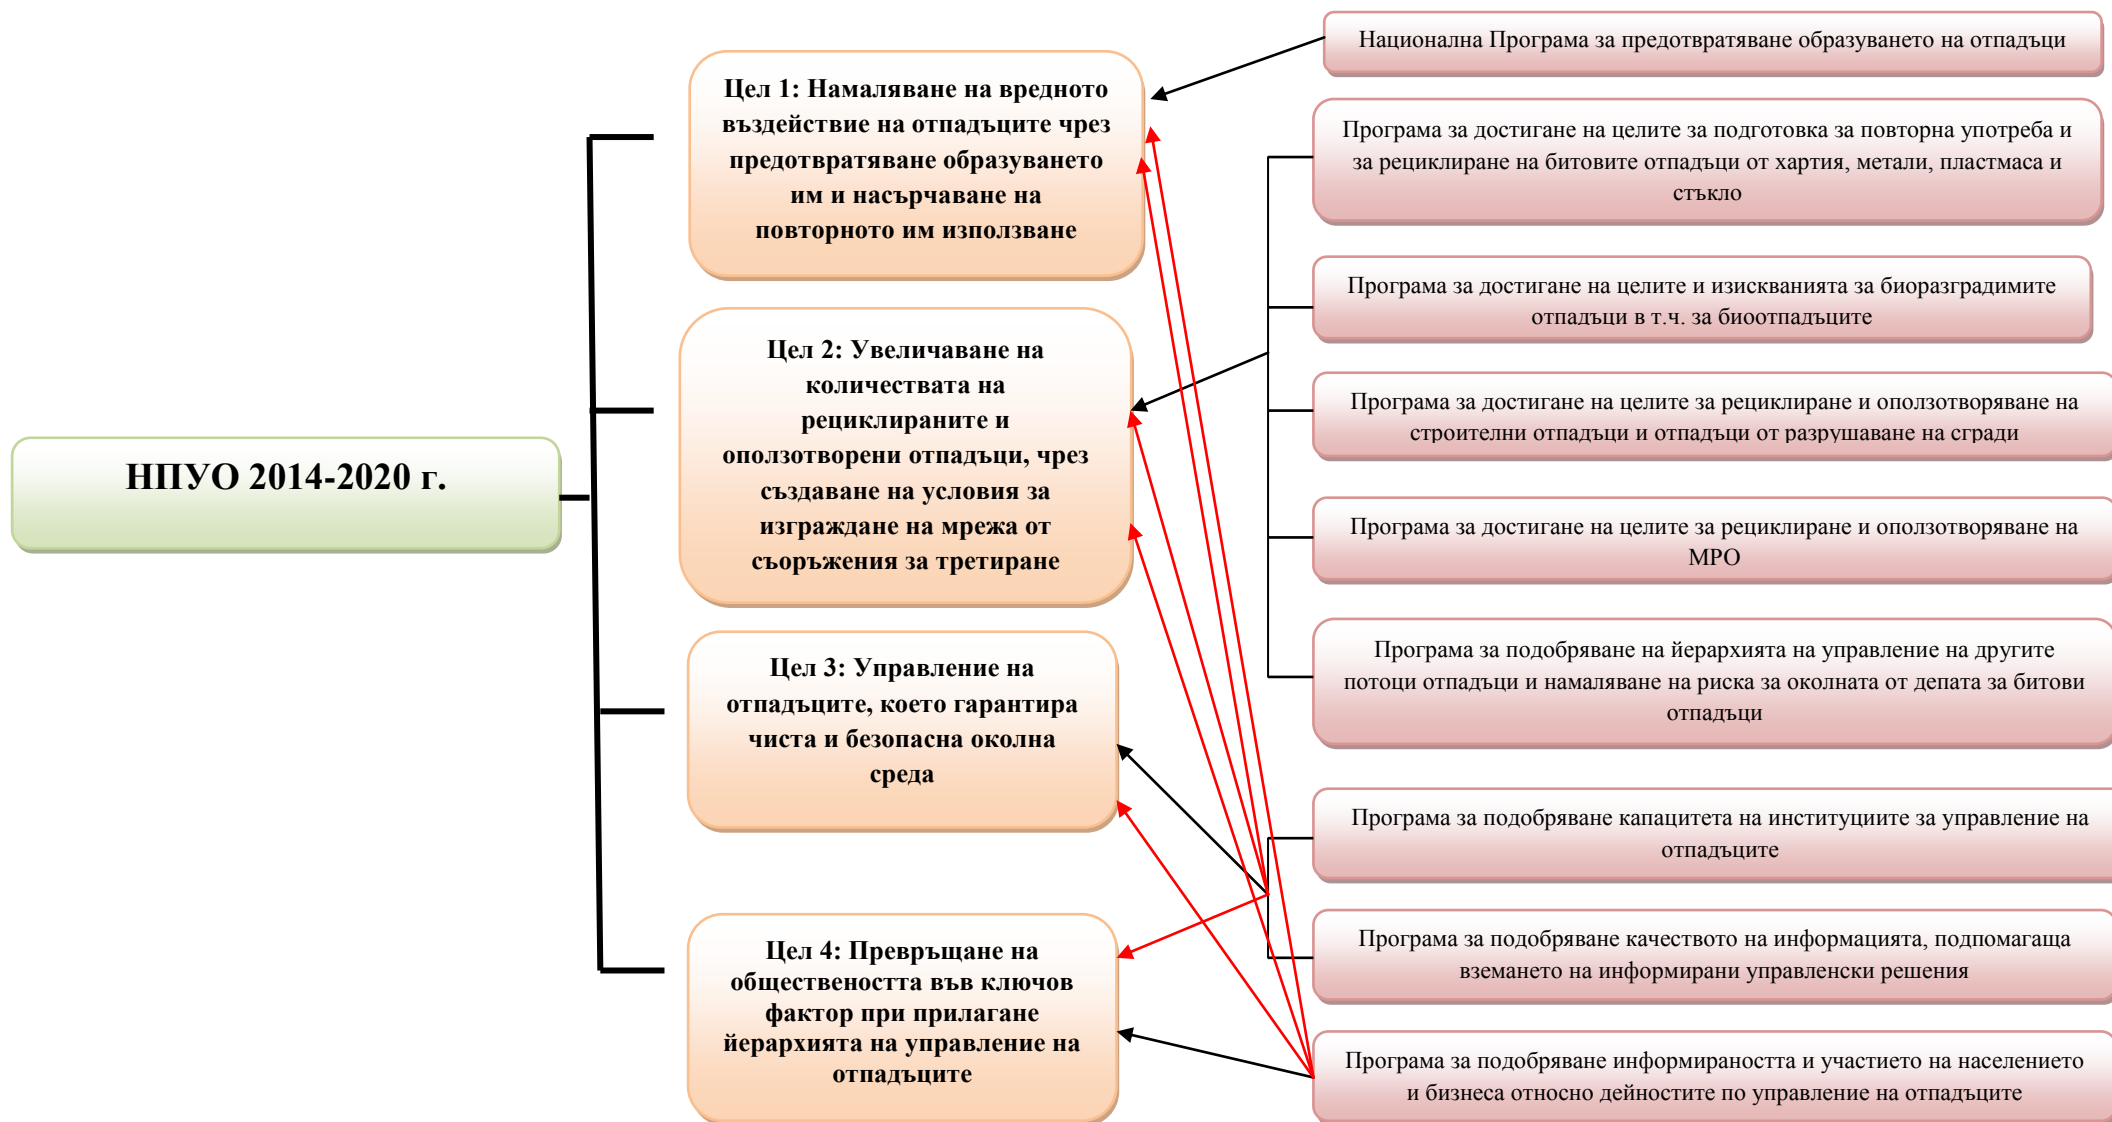 НПУО 2014-2020 г.
Цел 1: Намаляване на вредното
въздействие на отпадъците чрез
предотвратяване образуването
им и насърчаване на
повторното им използване
Цел 2: Увеличаване на
количествата на
рециклираните и
оползотворени отпадъци, чрез
създаване на условия за
изграждане на мрежа от
съоръжения за третиране
Цел 3: Управление на
отпадъците, което гарантира
чиста и безопасна околна
среда
Цел 4: Превръщане на
обществеността във ключов
фактор при прилагане
йерархията на управление на
отпадъците
Национална Програма за предотвратяване образуването на отпадъци
Програма за достигане на целите за подготовка за повторна употреба и
за рециклиране на битовите отпадъци от хартия, метали, пластмаса и
стъкло
Програма за достигане на целите и изискванията за биоразградимите
отпадъци в т.ч. за биоотпадъците
Програма за достигане на целите за рециклиране и оползотворяване на
строителни отпадъци и отпадъци от разрушаване на сгради
Програма за достигане на целите за рециклиране и оползотворяване на
МРО
Програма за подобряване на йерархията на управление на другите
потоци отпадъци и намаляване на риска за околната от депата за битови
отпадъци
Програма за подобряване капацитета на институциите за управление на
отпадъците
Програма за подобряване качеството на информацията, подпомагаща
вземането на информирани управленски решения
Програма за подобряване информираността и участието на населението
и бизнеса относно дейностите по управление на отпадъците